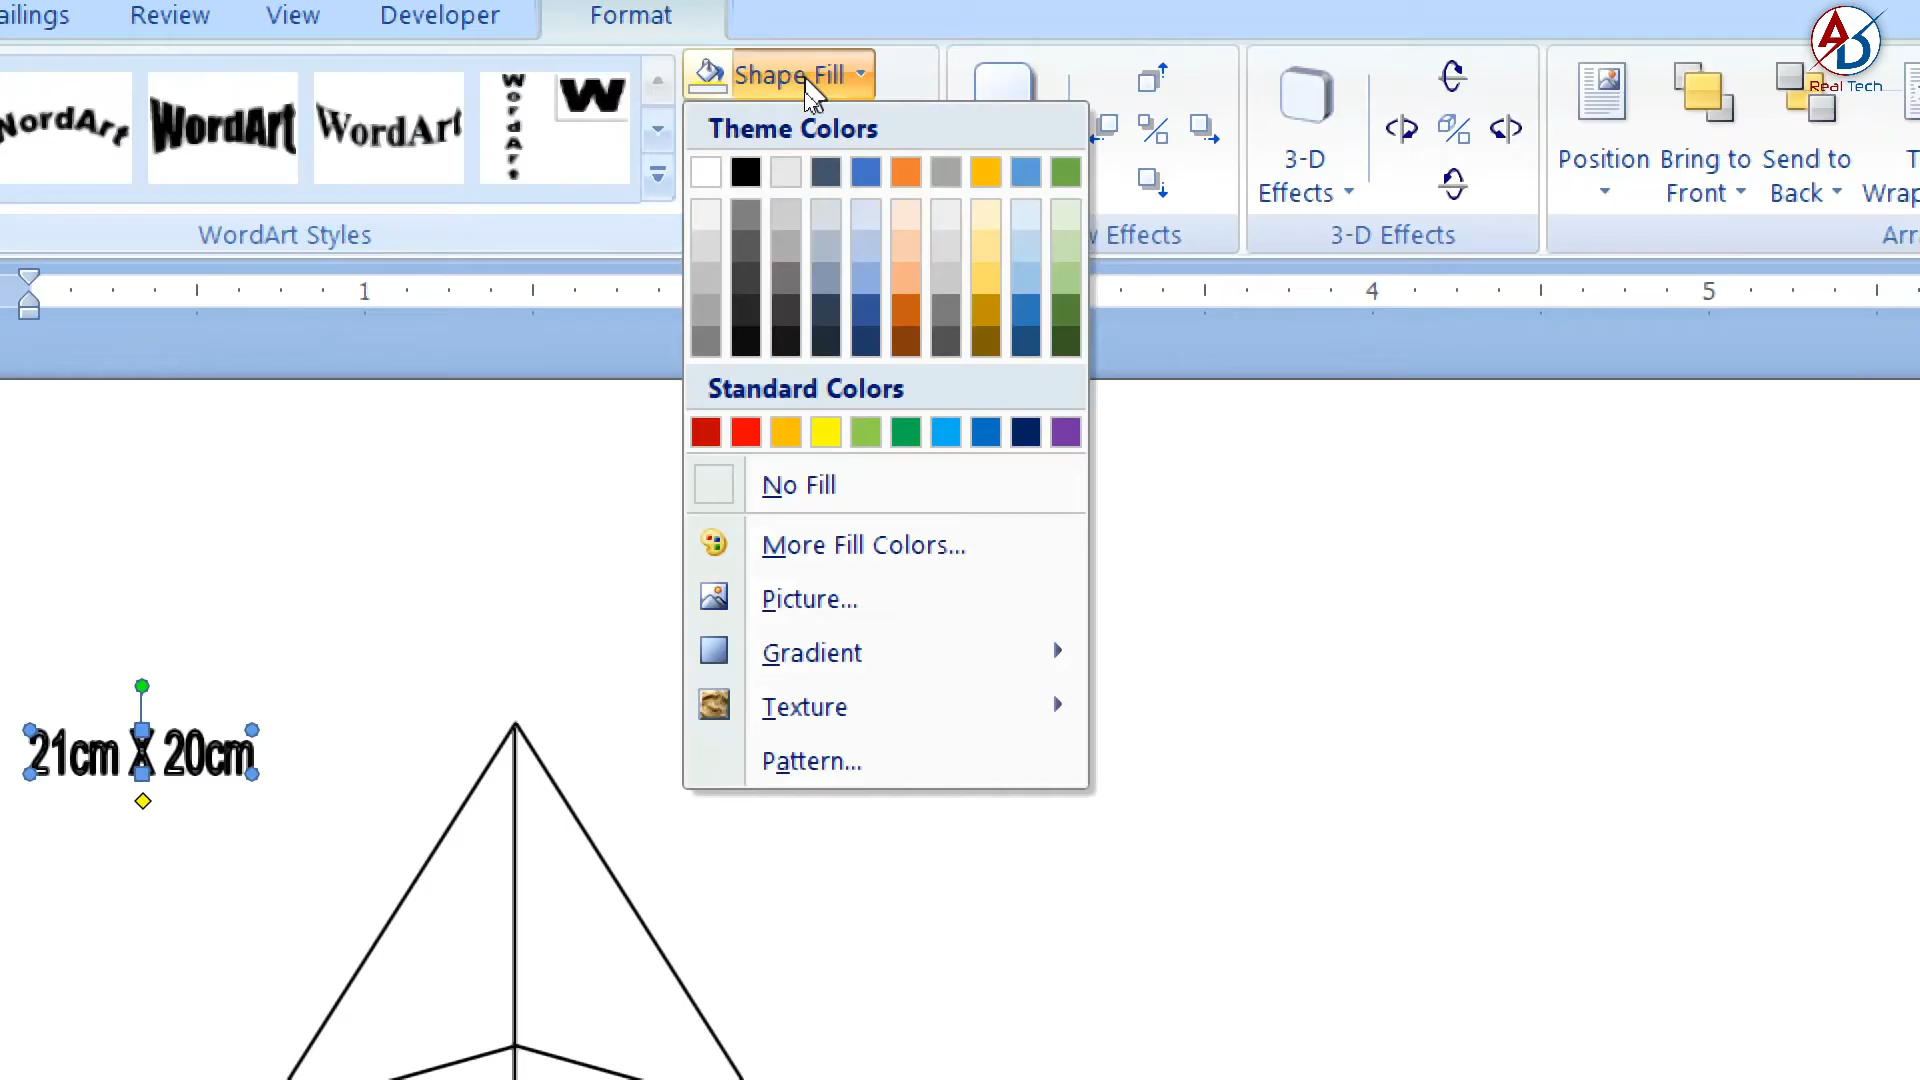 ailings Review View Developer Format
WordArt WordArt WordArt WordArt W
Shape Fill
Theme Colors
3-D Effects
Position
Bring to Front
Send to Back
Wrap
WordArt Styles
Effects
3-D Effects
Arr
1 4 5
Standard Colors
No Fill
More Fill Colors...
Picture...
Gradient
Texture
Pattern...
21cm X 20cm
Real Tech